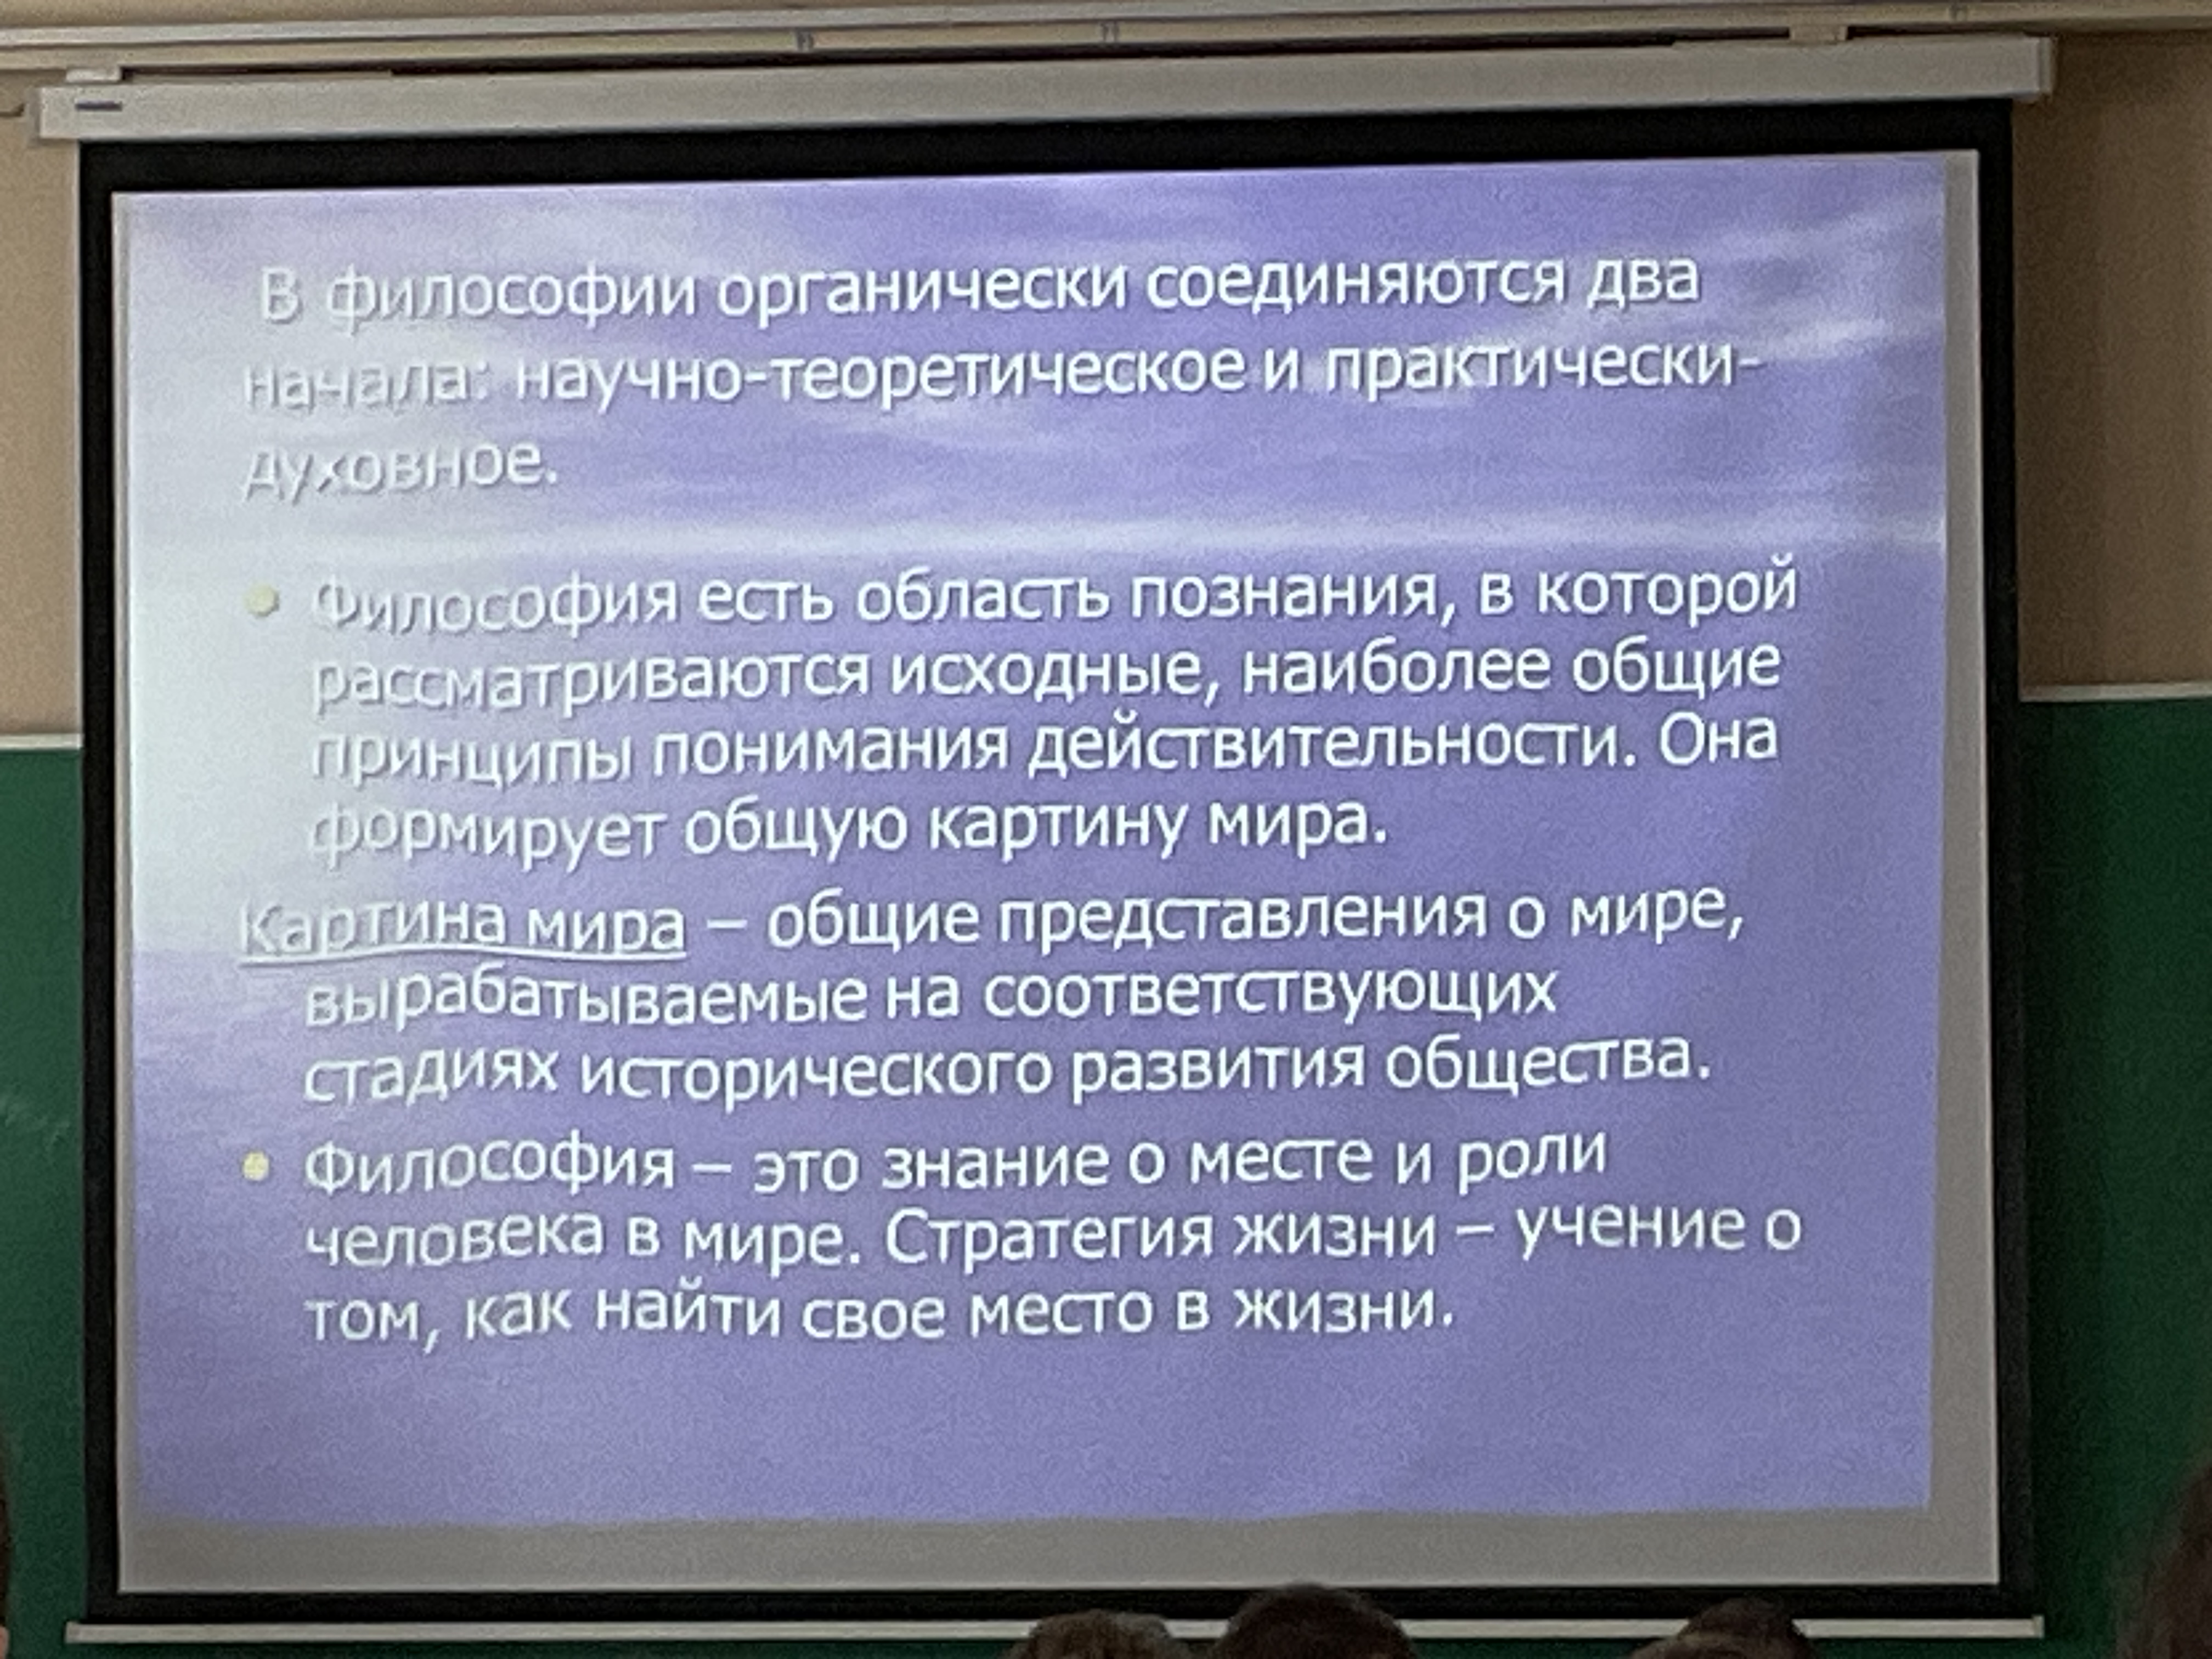 В философии органически соединяются два
начала: научно-теоретическое и практически-
духовное.
• Философия есть область познания, в которой
рассматриваются исходные, наиболее общие
принципы понимания действительности. Она
формирует общую картину мира.
Картина мира – общие представления о мире,
вырабатываемые на соответствующих
стадиях исторического развития общества.
• Философия – это знание о месте и роли
человека в мире. Стратегия жизни – учение о
том, как найти свое место в жизни.